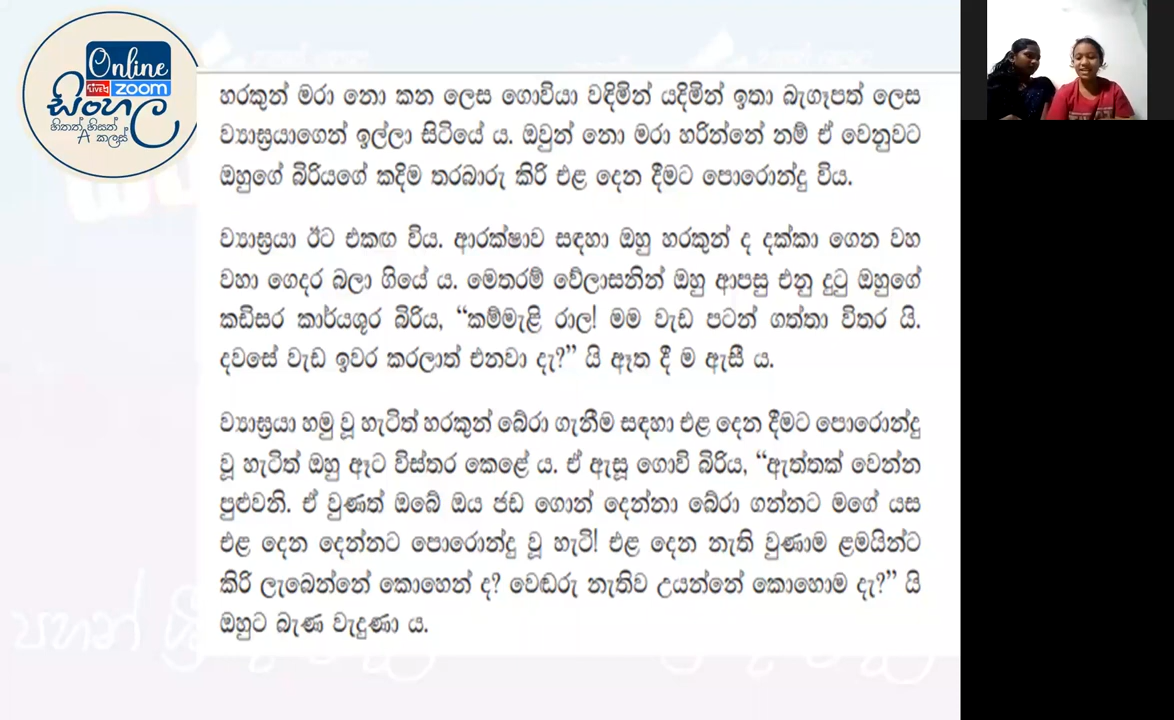 Online
LIVE
zoom
සිංහල
හිතත් හිසත්
A ක්ලාස්
හරකුන් මරා නො කන ලෙස ගොවියා වඳිමින් යදිමින් ඉතා බැගෑපත් ලෙස
ව්‍යාඝ්‍රයාගෙන් ඉල්ලා සිටියේ ය. ඔවුන් නො මරා හරින්නේ නම් ඒ වෙනුවට
ඔහුගේ බිරියගේ කදිම තරබාරු කිරි එළ දෙන දීමට පොරොන්දු විය.
ව්‍යාඝ්‍රයා ඊට එකඟ විය. ආරක්ෂාව සඳහා ඔහු හරකුන් ද දක්කා ගෙන වහ
වහා ගෙදර බලා ගියේ ය. මෙතරම් වේලාසනින් ඔහු ආපසු එනු දුටු ඔහුගේ
කඩිසර කාර්යශූර බිරිය, “කම්මැළි රාල! මම වැඩ පටන් ගත්තා විතර යි.
දවසේ වැඩ ඉවර කරලාත් එනවා දැ?” යි ඈත දී ම ඇසී ය.
ව්‍යාඝ්‍රයා හමු වූ හැටිත් හරකුන් බේරා ගැනීම සඳහා එළ දෙන දීමට පොරොන්දු
වූ හැටිත් ඔහු ඈට විස්තර කෙළේ ය. ඒ ඇසූ ගොවි බිරිය, “ඇත්තක් වෙන්න
පුළුවනි. ඒ වුණත් ඔබේ ඔය ජඩ ගොන් දෙන්නා බේරා ගන්නට මගේ යස
එළ දෙන දෙන්නට පොරොන්දු වූ හැටි! එළ දෙන නැති වුණාම ළමයින්ට
කිරි ලැබෙන්නේ කොහෙන් ද? වෙඬරු නැතිව උයන්නේ කොහොම දැ?” යි
ඔහුට බැණ වැදුණා ය.